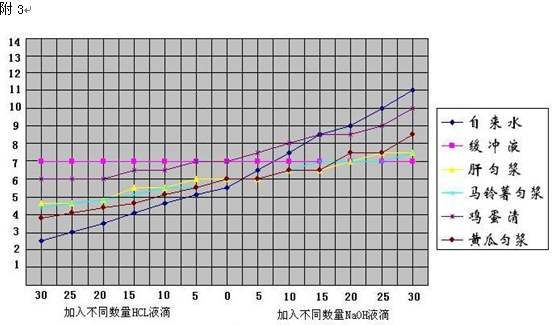 附 3↵
14
13
12
11
10
9
8
7
6
5
4
3
2
1
30 25 20 15 10 5 0 5 10 15 20 25 30
加入不同数量HCL液滴 加入不同数量NaOH液滴
自来水
缓冲液
肝匀浆
马铃薯匀浆
鸡蛋清
黄瓜匀浆